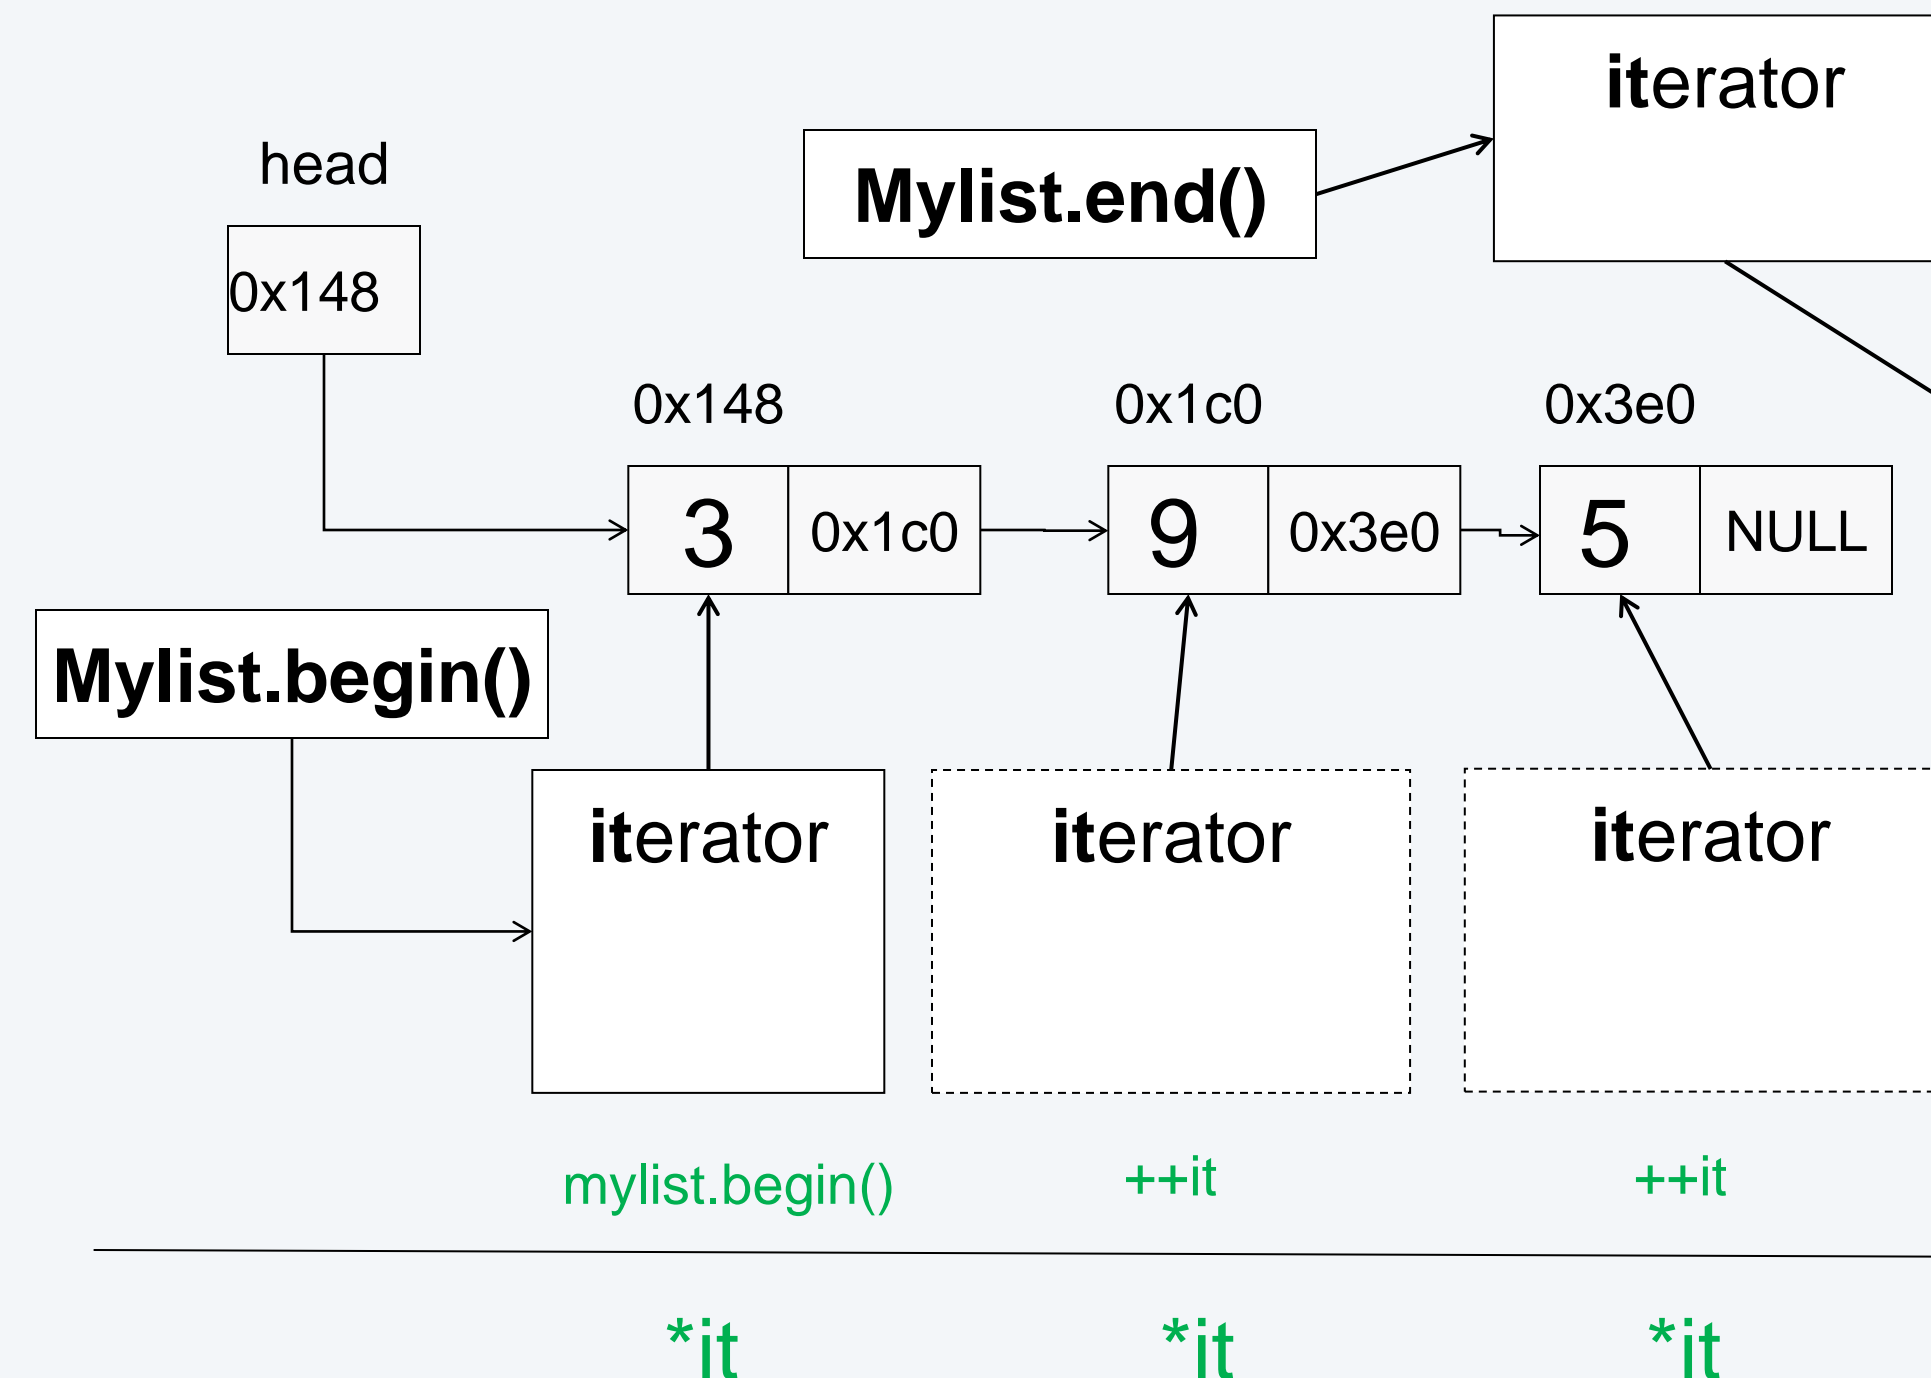 iterator
head
Mylist.end()
0x148
0x148
0x1c0
0x3e0
3 0x1c0
9 0x3e0
5 NULL
Mylist.begin()
iterator
iterator
iterator
mylist.begin()
++it
++it
*it
*it
*it